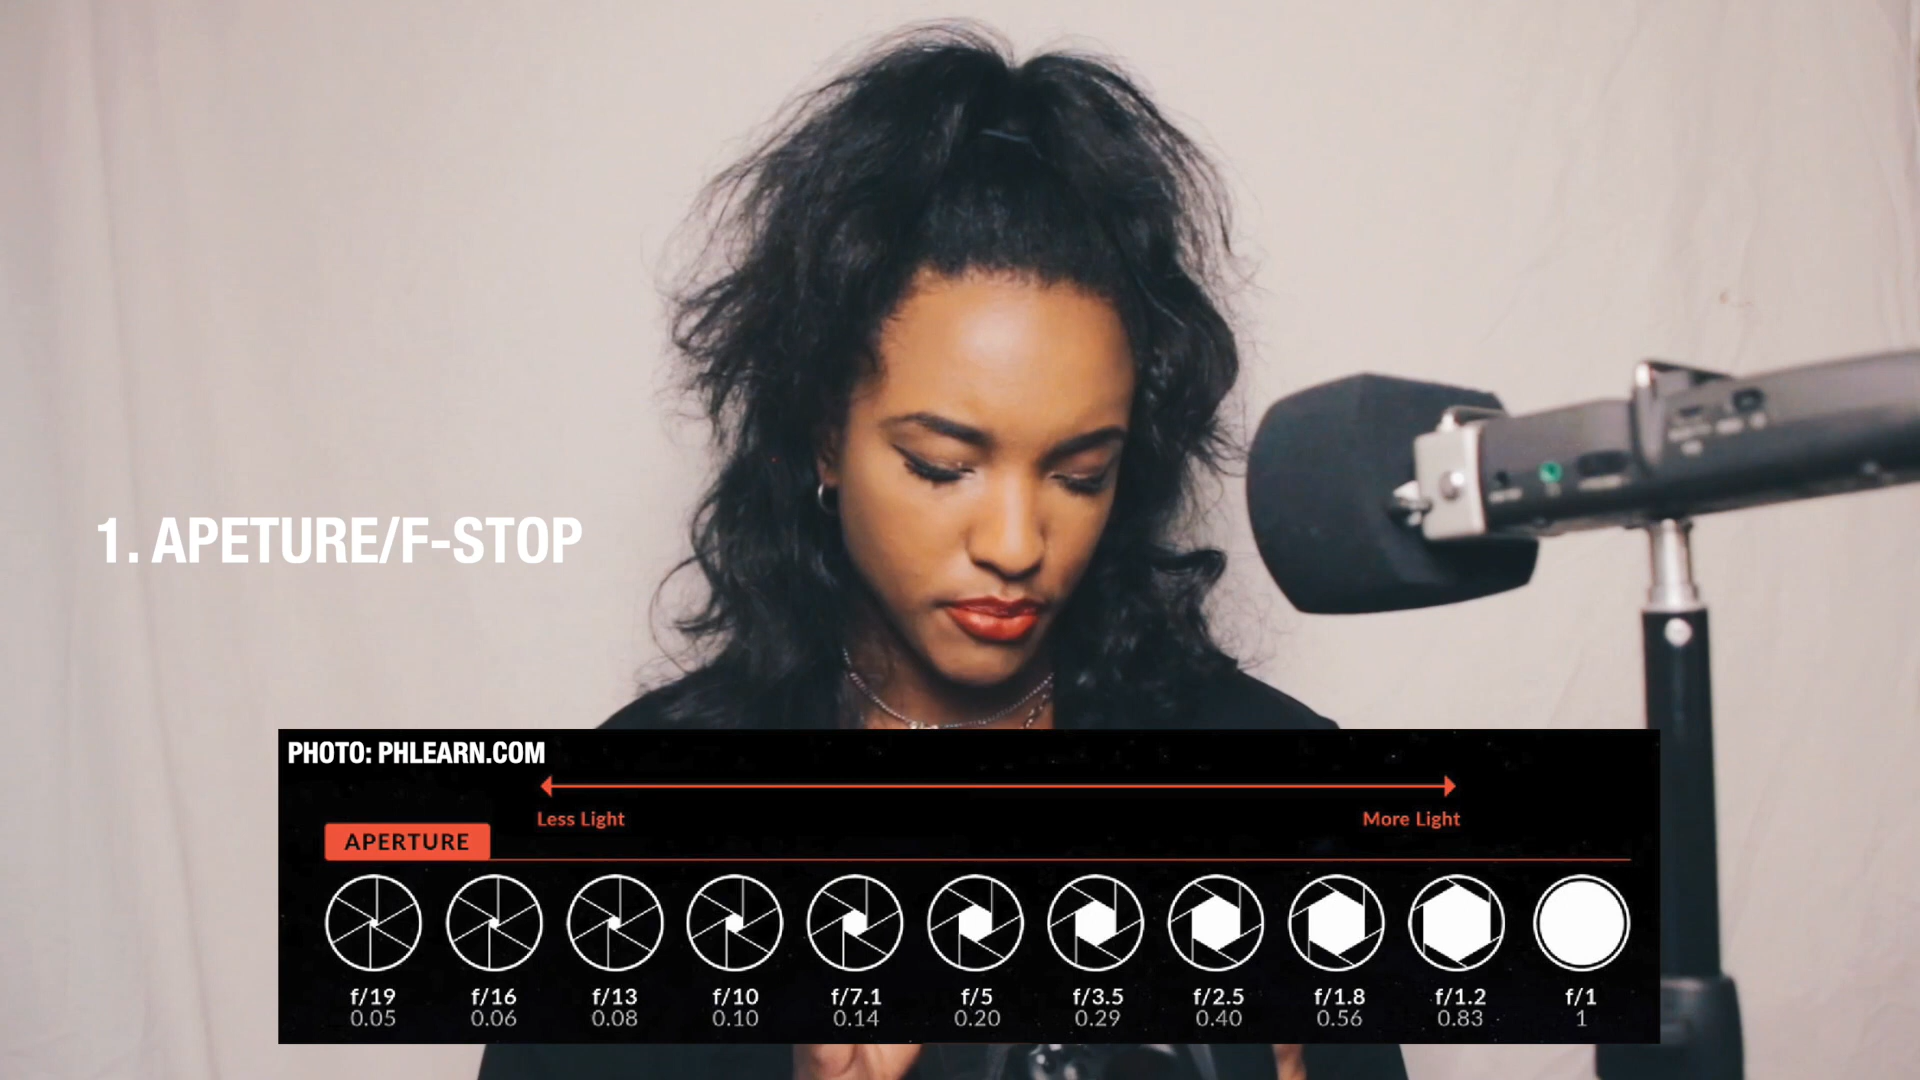 1. APETURE/F-STOP
PHOTO: PHLEARN.COM
Less Light More Light
APERTURE
f/19 f/16 f/13 f/10 f/7.1 f/5 f/3.5 f/2.5 f/1.8 f/1.2 f/1
0.05 0.06 0.08 0.10 0.14 0.20 0.29 0.40 0.56 0.83 1